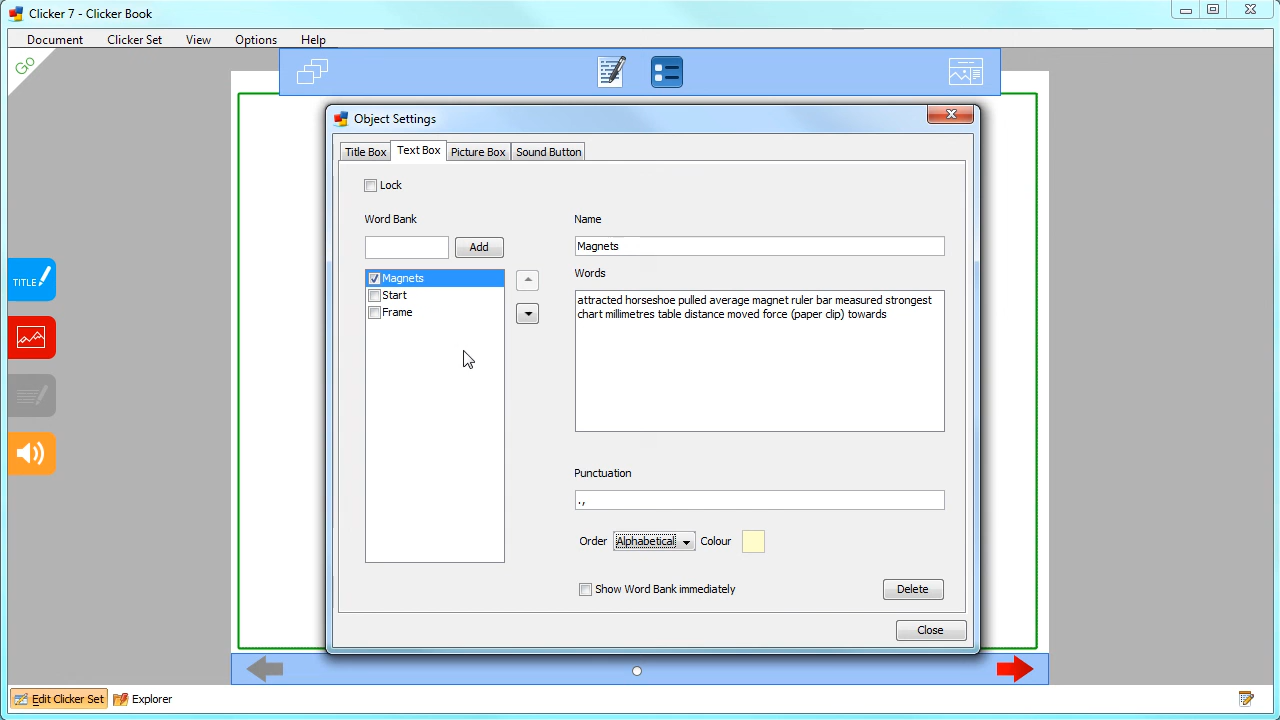 Clicker 7 - Clicker Book
Document Clicker Set View Options Help
Go
Object Settings
Title Box Text Box Picture Box Sound Button
Lock
Word Bank
Name
Add
Magnets
Magnets
Start
Frame
Words
attracted horseshoe pulled average magnet ruler bar measured strongest
chart millimetres table distance moved force (paper clip) towards
TITLE
Punctuation
.,
Order Alphabetical Colour
Show Word Bank immediately
Delete
Close
Edit Clicker Set Explorer